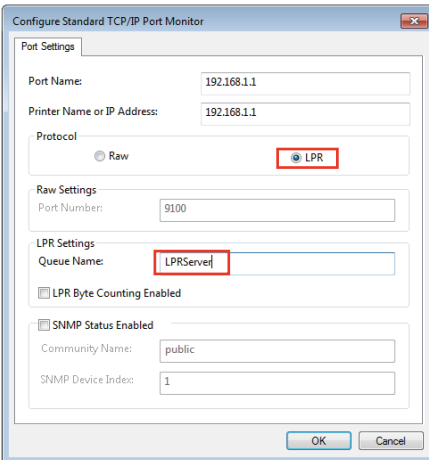 Configure Standard TCP/IP Port Monitor
Port Settings
Port Name: 192.168.1.1
Printer Name or IP Address: 192.168.1.1
Protocol
Raw LPR
Raw Settings
Port Number: 9100
LPR Settings
Queue Name: LPRServer
LPR Byte Counting Enabled
SNMP Status Enabled
Community Name: public
SNMP Device Index: 1
OK Cancel